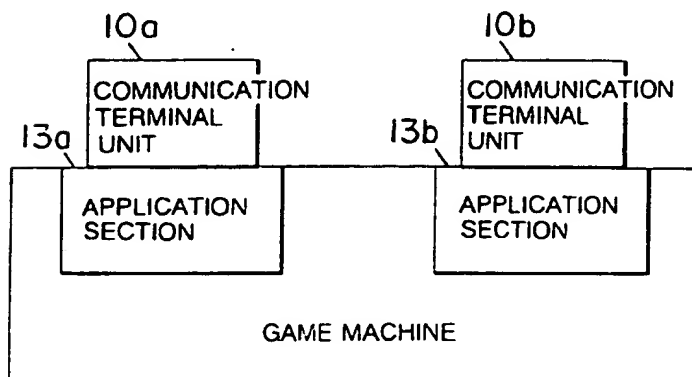 10a
10b
COMMUNICATION
TERMINAL
UNIT
COMMUNICATION
TERMINAL
UNIT
13a
13b
APPLICATION
SECTION
APPLICATION
SECTION
GAME MACHINE